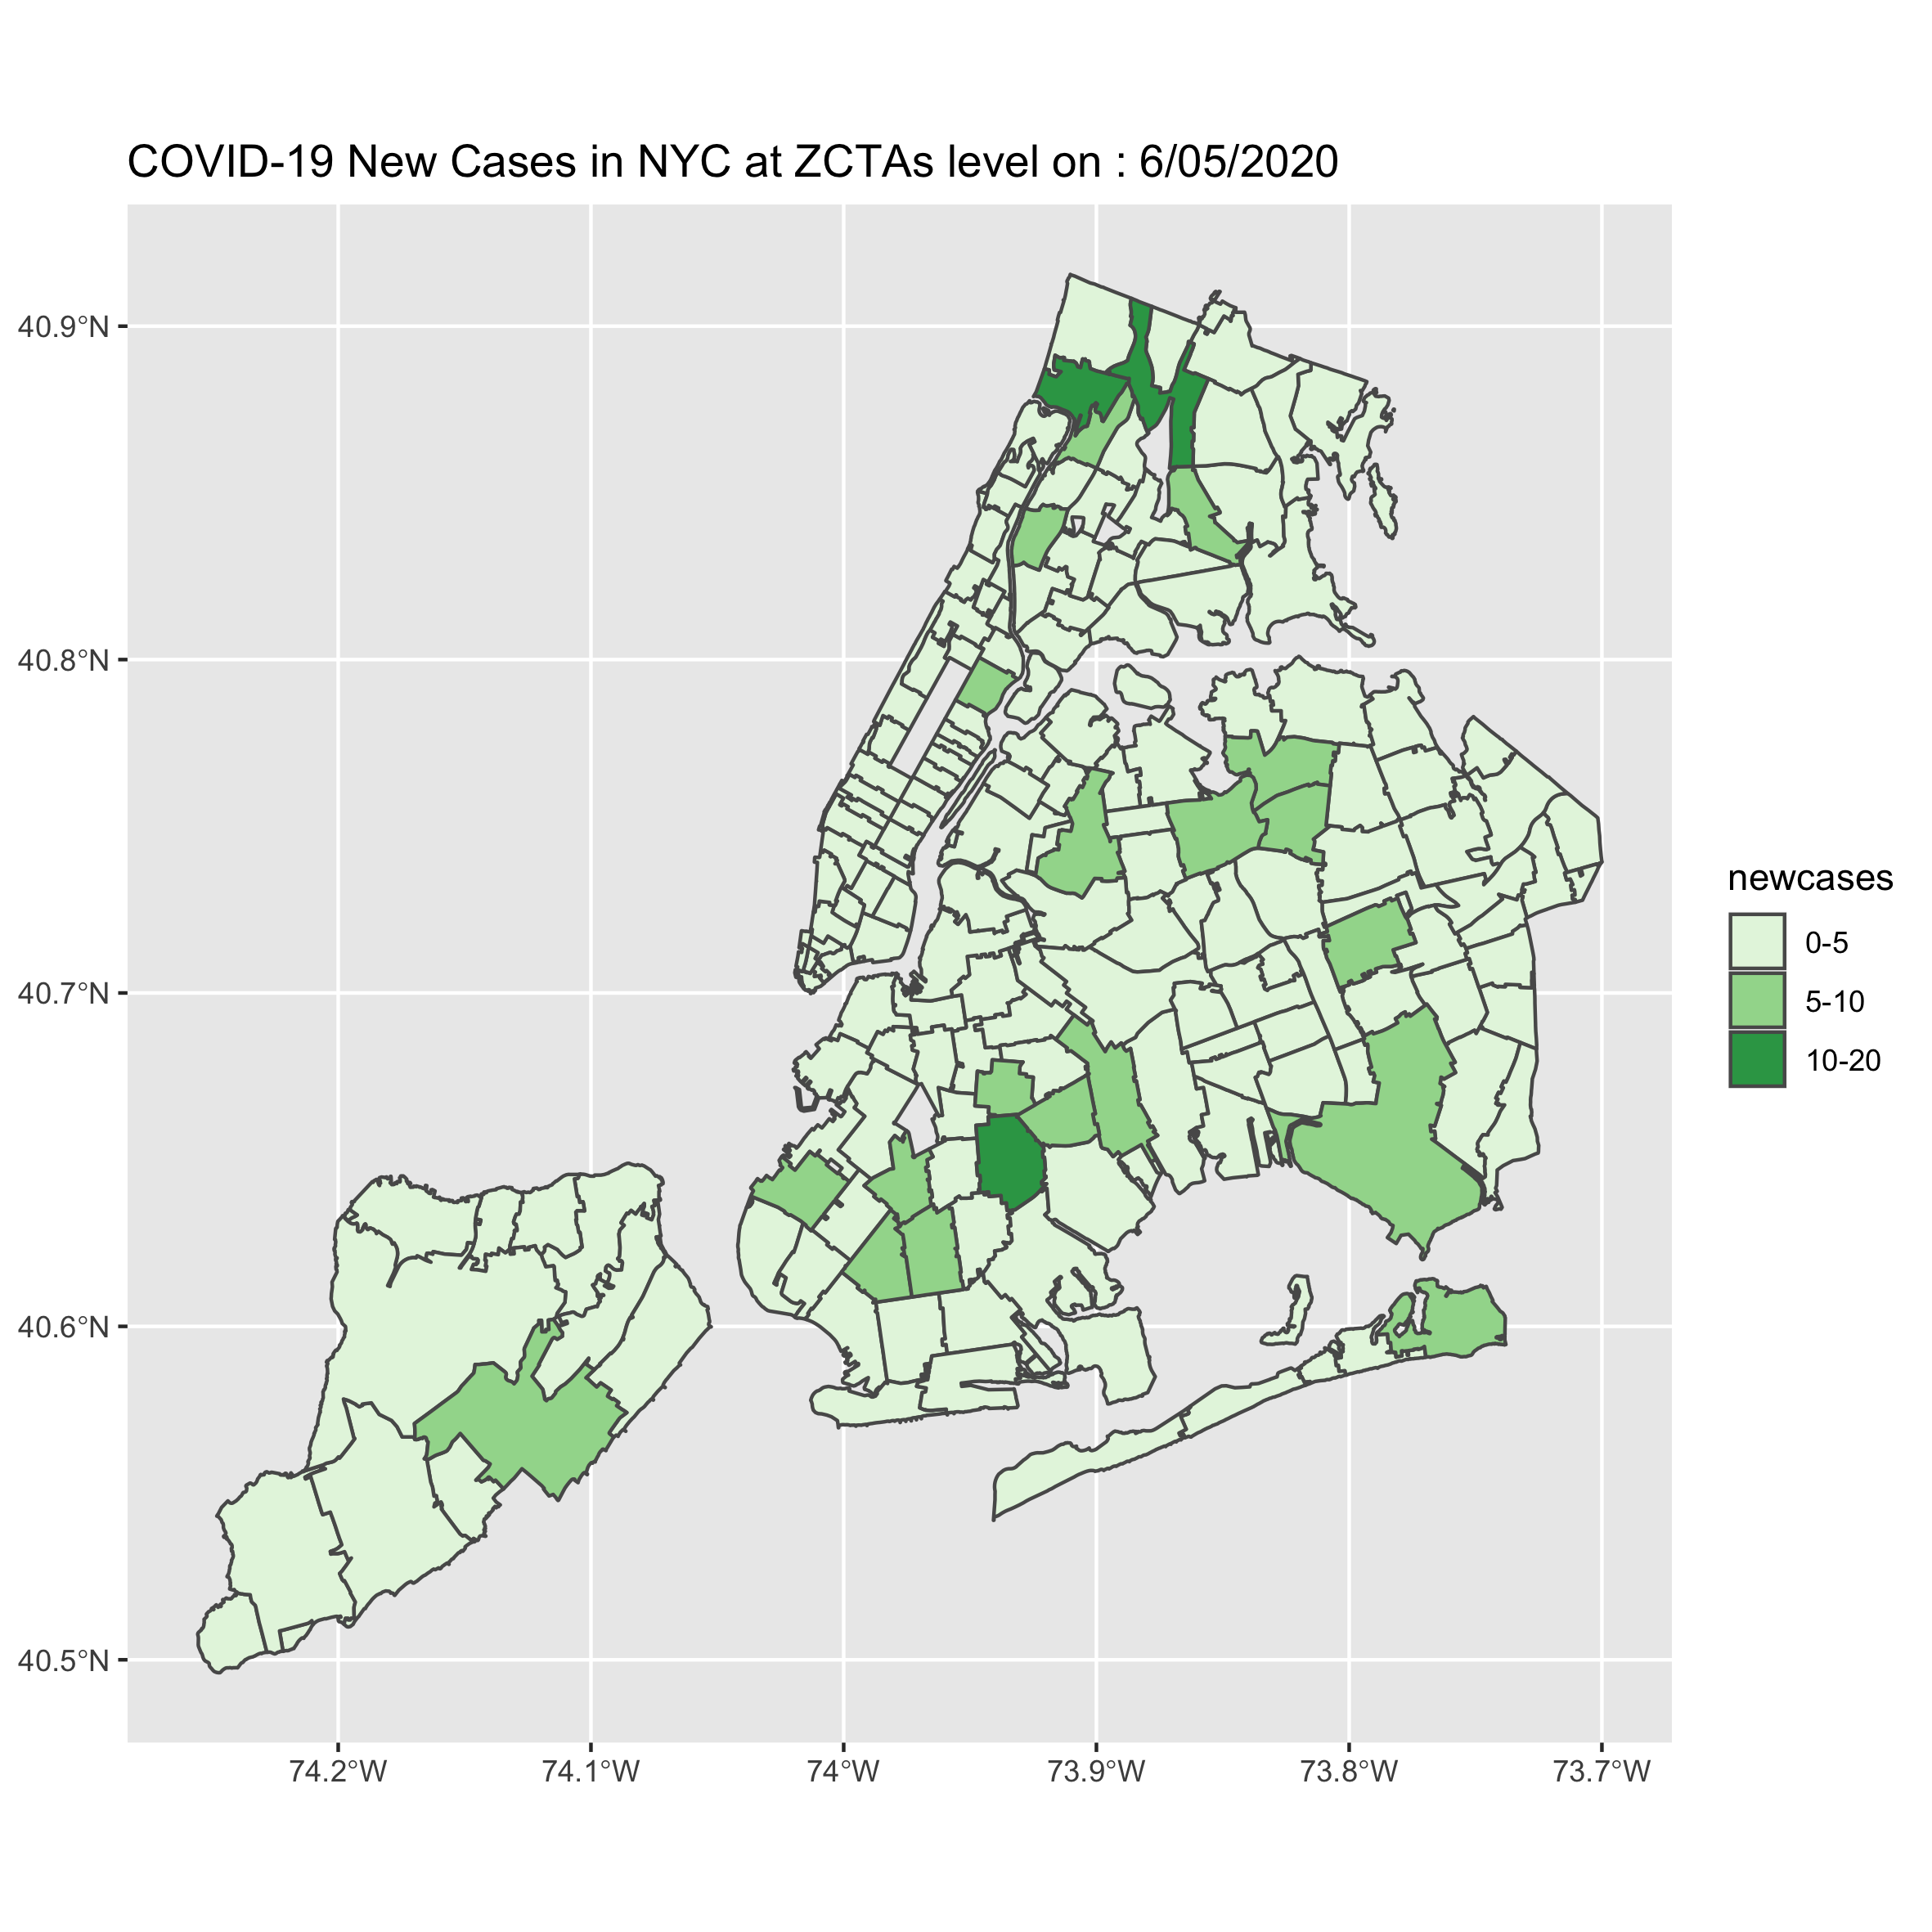 COVID-19 New Cases in NYC at ZCTAs level on : 6/05/2020
40.9°N
40.8°N
40.7°N
40.6°N
40.5°N
74.2°W
74.1°W
74°W
73.9°W
73.8°W
73.7°W
newcases
0-5
5-10
10-20